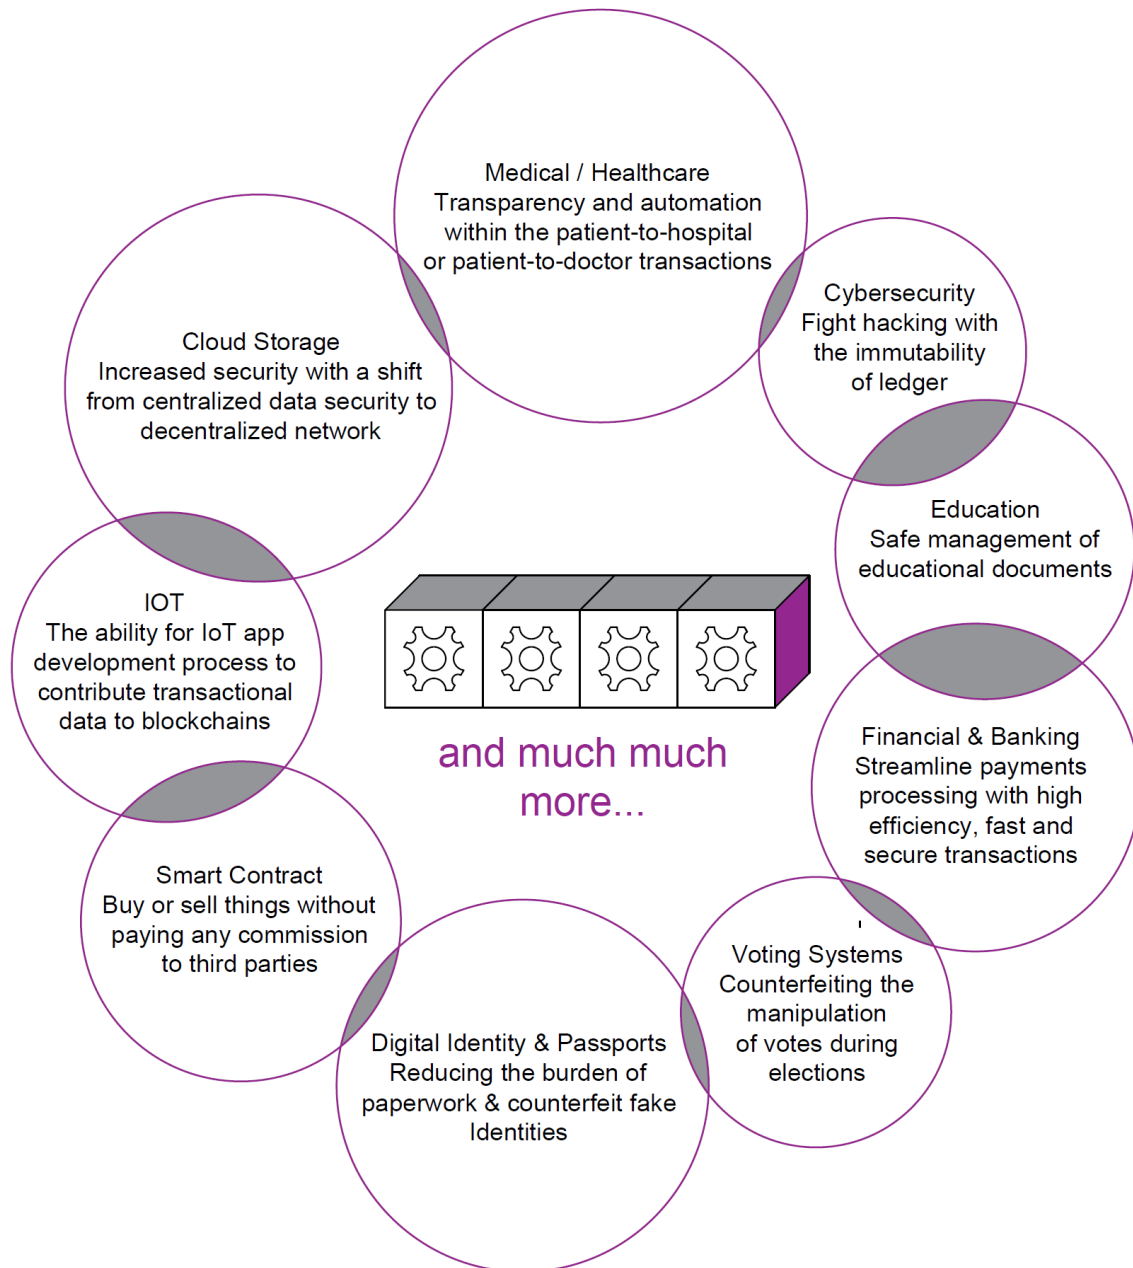 Medical / Healthcare
Transparency and automation
within the patient-to-hospital
or patient-to-doctor transactions
Cybersecurity
Fight hacking with
the immutability
of ledger
Cloud Storage
Increased security with a shift
from centralized data security to
decentralized network
Education
Safe management of
educational documents
IOT
The ability for IoT app
development process to
contribute transactional
data to blockchains
and much much
more...
Financial & Banking
Streamline payments
processing with high
efficiency, fast and
secure transactions
Smart Contract
Buy or sell things without
paying any commission
to third parties
Voting Systems
Counterfeiting the
manipulation
of votes during
elections
Digital Identity & Passports
Reducing the burden of
paperwork & counterfeit fake
Identities